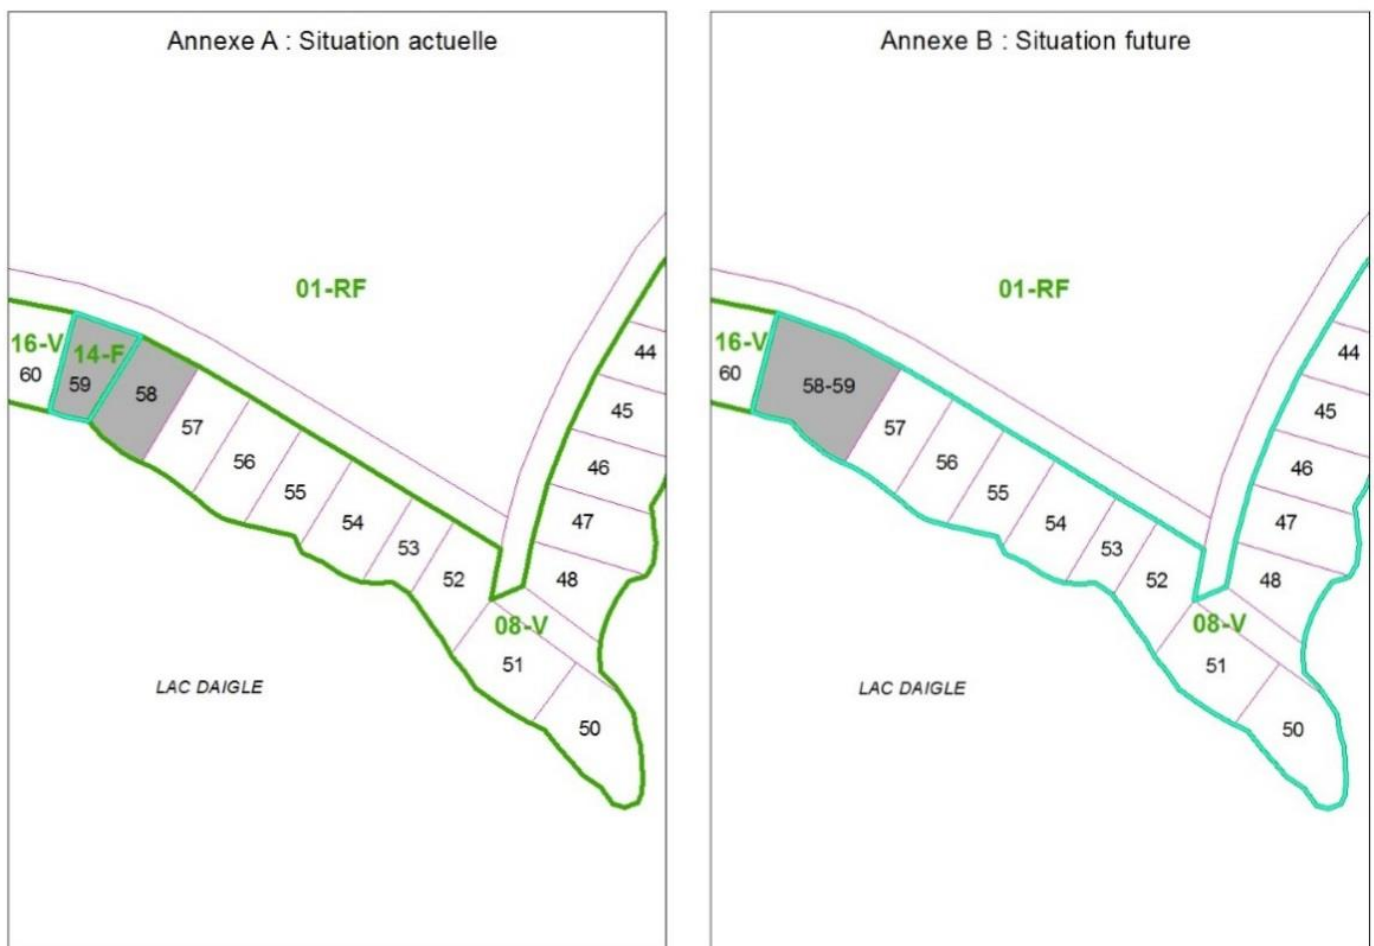 Annexe A : Situation actuelle
01-RF
16-V
14-F
60
59
58
57
56
55
54
53
52
51
50
08-V
44
45
46
47
48
LAC DAIGLE
Annexe B : Situation future
01-RF
16-V
60
58-59
57
56
55
54
53
52
51
50
08-V
44
45
46
47
48
LAC DAIGLE